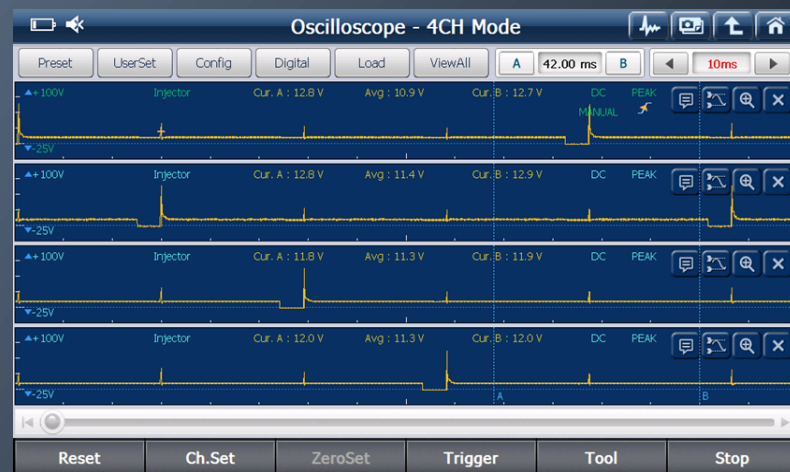 Oscilloscope - 4CH Mode
Preset UserSet Config Digital Load ViewAll A 42.00 ms B 10ms
+100V Injector Cur. A : 12.8 V Avg : 10.9 V Cur. B : 12.7 V DC PEAK
MANUAL
-25V
+100V Injector Cur. A : 12.8 V Avg : 11.4 V Cur. B : 12.9 V DC PEAK
-25V
+100V Injector Cur. A : 11.8 V Avg : 11.3 V Cur. B : 11.9 V DC PEAK
-25V
+100V Injector Cur. A : 12.0 V Avg : 11.3 V Cur. B : 12.0 V DC PEAK
-25V A B
Reset Ch.Set ZeroSet Trigger Tool Stop